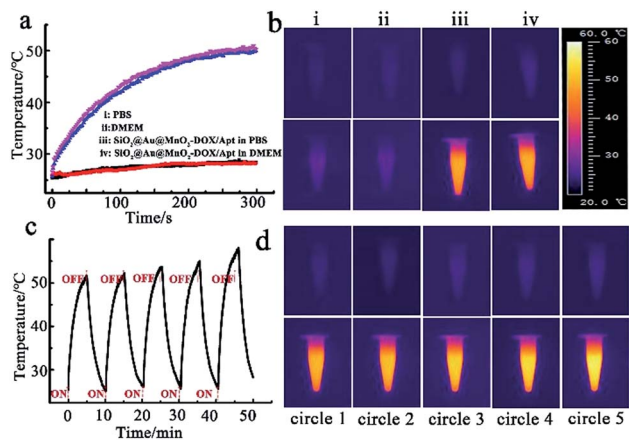 a
Temperature/°C
50
40
30
i: PBS
ii:DMEM
iii: SiO₂@Au@MnO₂-DOX/Apt in PBS
iv: SiO₂@Au@MnO₂-DOX/Apt in DMEM
0 100 200 300
Time/s
b
i ii iii iv
60.0 °C
60
50
40
30
20
20.0 °C
c
Temperature/°C
50
40
30
OFF OFF OFF OFF OFF
ON ON ON ON ON
0 10 20 30 40 50
Time/min
d
circle 1 circle 2 circle 3 circle 4 circle 5